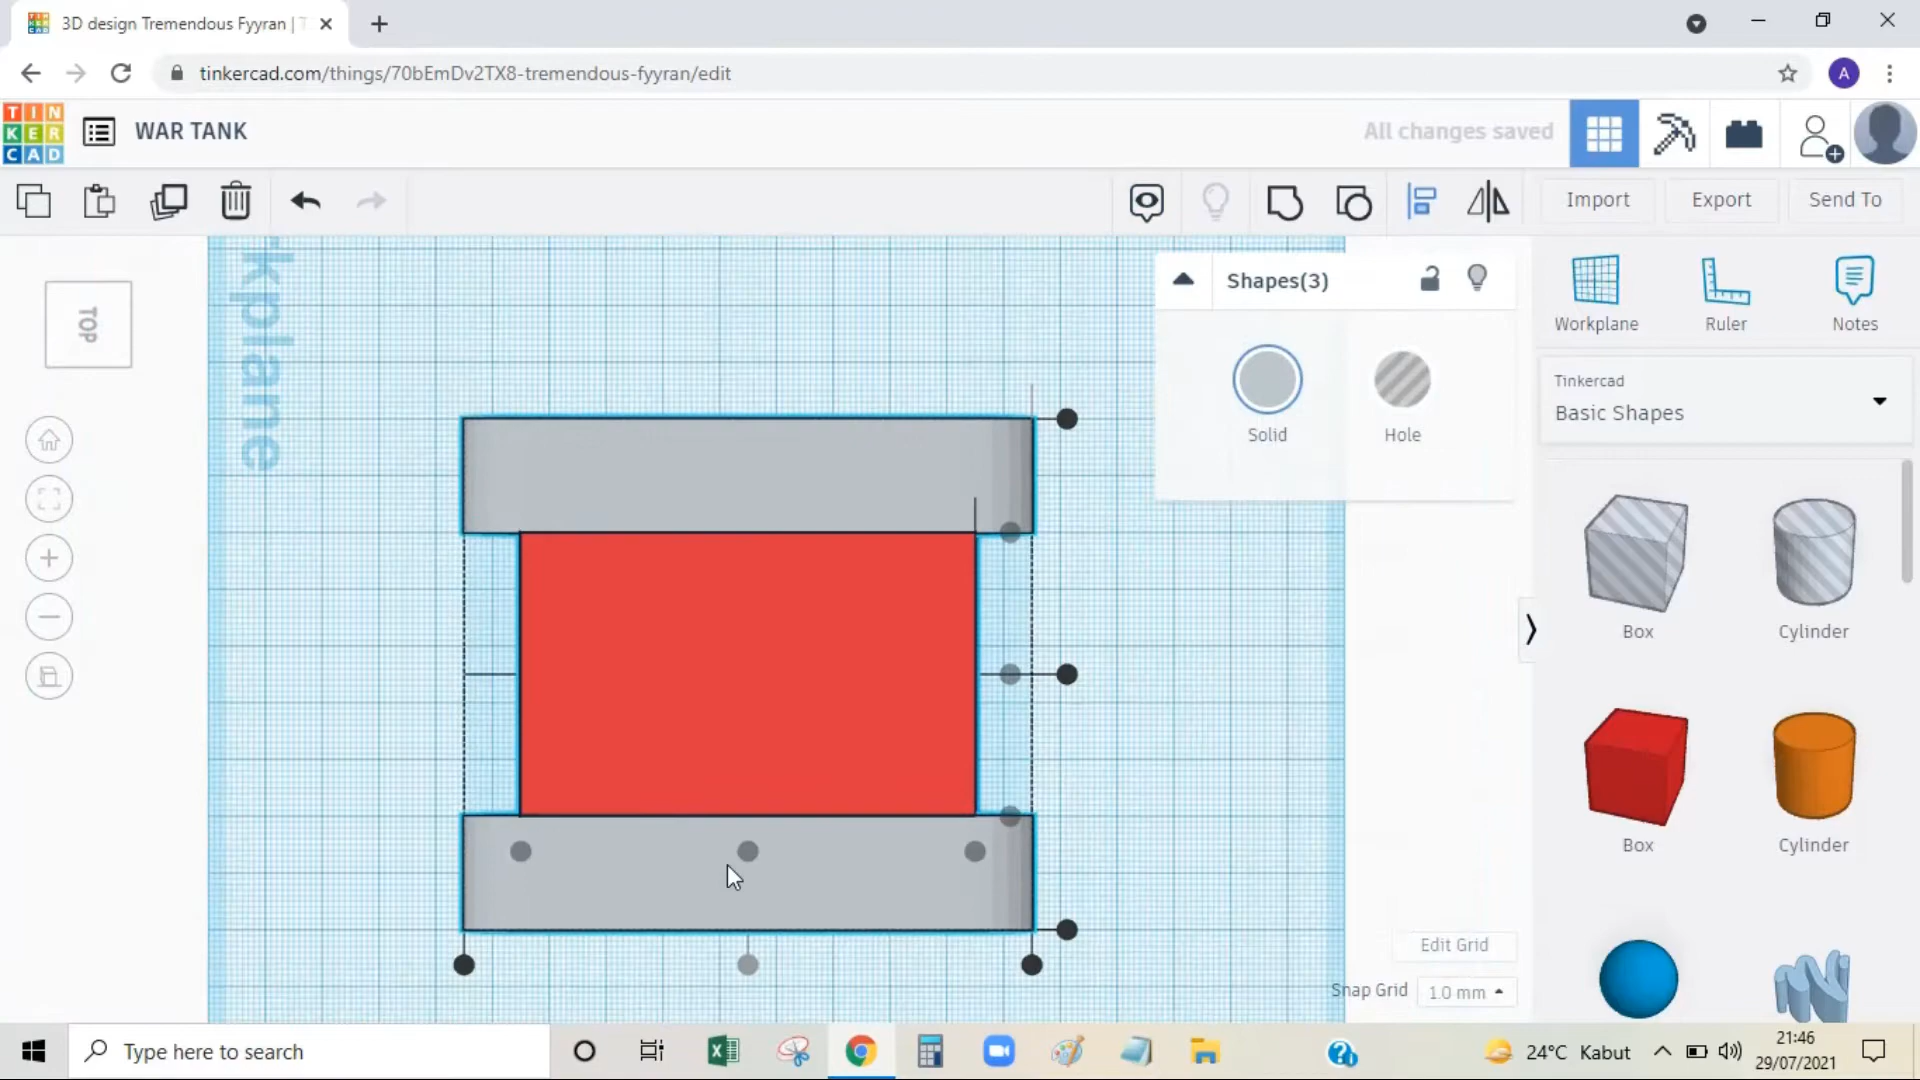 3D design Tremendous Fyyran | T
tinkercad.com/things/70bEmDv2TX8-tremendous-fyyran/edit
A
TIN
KER
CAD
WAR TANK
All changes saved
Import
Export
Send To
TOP
rkplane
Shapes(3)
Solid
Hole
Workplane
Ruler
Notes
Tinkercad
Basic Shapes
Box
Cylinder
Box
Cylinder
Edit Grid
Snap Grid
1.0 mm
Type here to search
24°C Kabut
21:46
29/07/2021